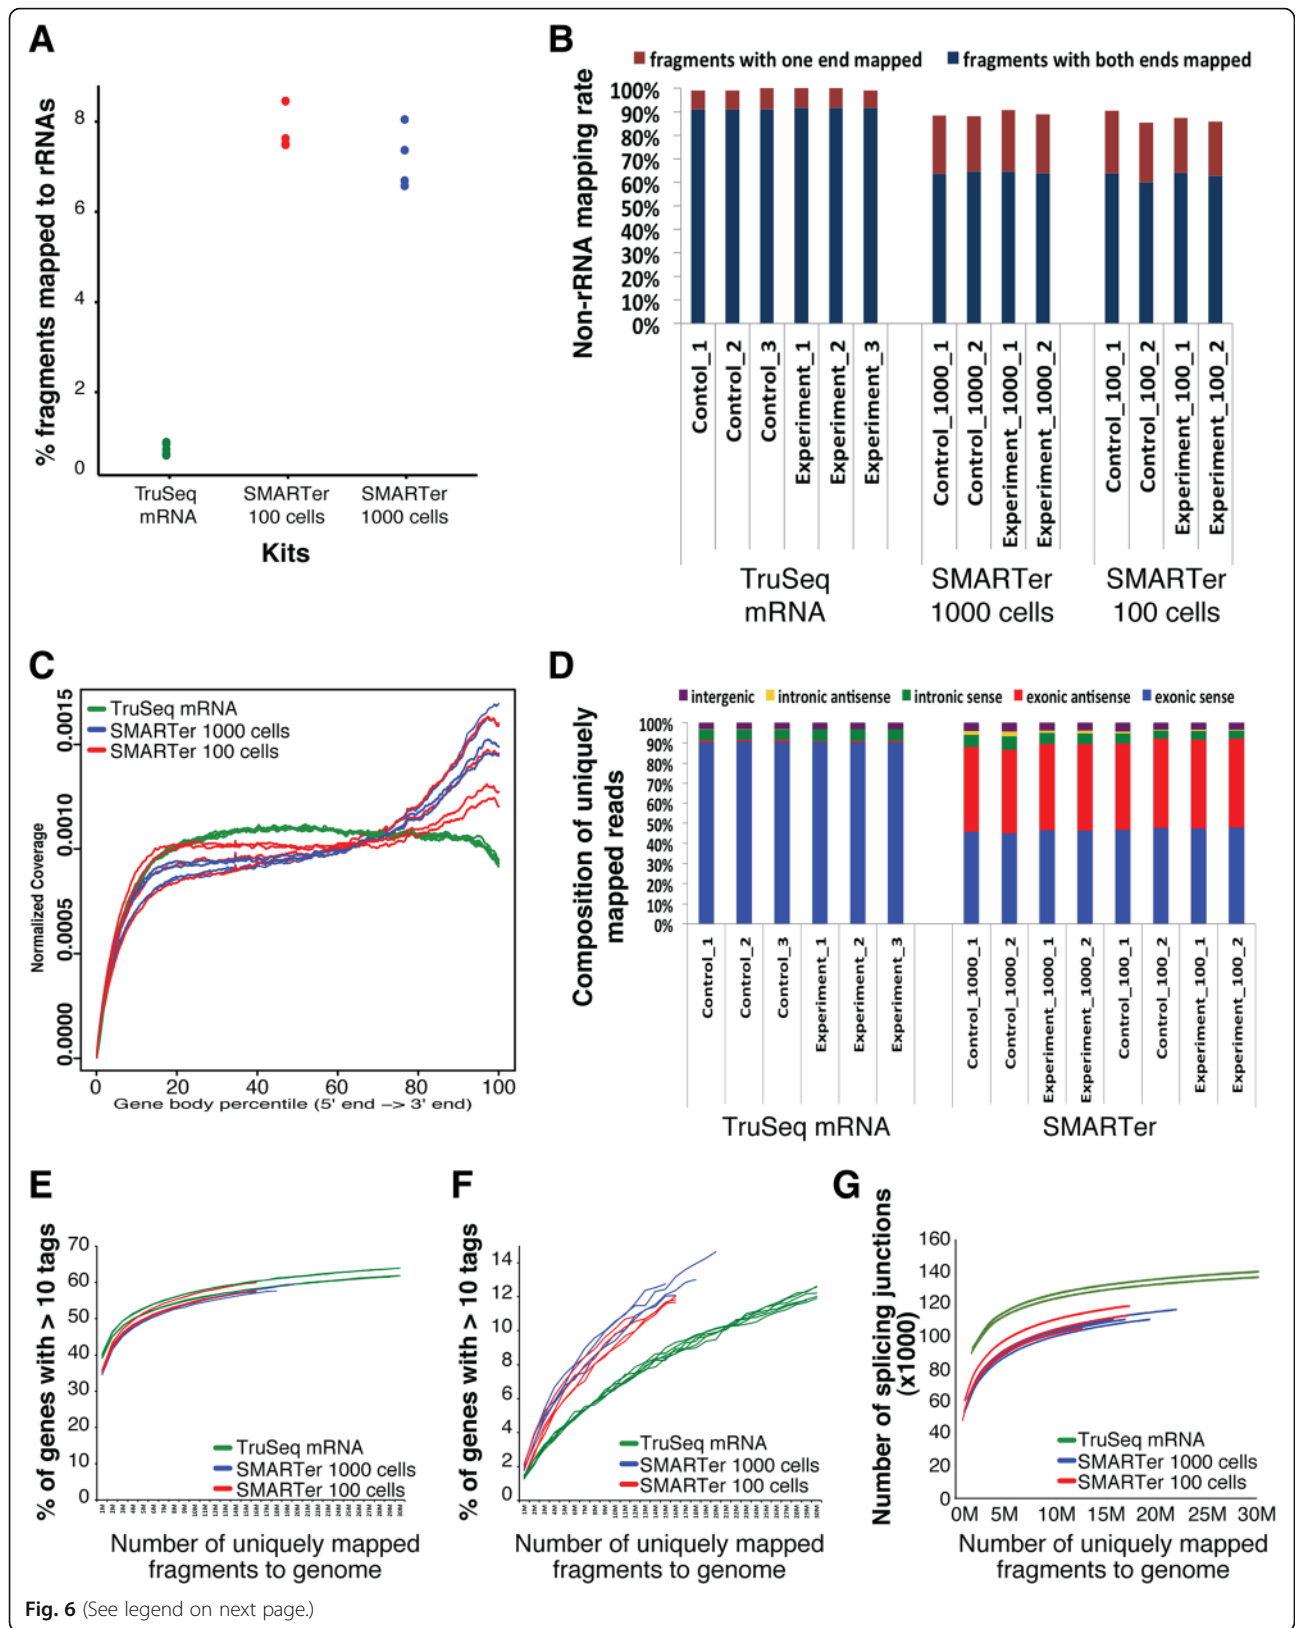 A
% fragments mapped to rRNAs
8
6
4
2
0
TruSeq
mRNA
SMARTer
100 cells
SMARTer
1000 cells
Kits
B
fragments with one end mapped
fragments with both ends mapped
Non-rRNA mapping rate
100%
90%
80%
70%
60%
50%
40%
30%
20%
10%
0%
Contol_1
Control_2
Control_3
Experiment_1
Experiment_2
Experiment_3
Control_1000_1
Control_1000_2
Experiment_1000_1
Experiment_1000_2
Control_100_1
Control_100_2
Experiment_100_1
Experiment_100_2
TruSeq
mRNA
SMARTer
1000 cells
SMARTer
100 cells
C
Normalized Coverage
0.0015
0.0010
0.0005
0.0000
TruSeq mRNA
SMARTer 1000 cells
SMARTer 100 cells
0 20 40 60 80 100
Gene body percentile (5' end –> 3' end)
D
intergenic
intronic antisense
intronic sense
exonic antisense
exonic sense
Composition of uniquely
mapped reads
100%
90%
80%
70%
60%
50%
40%
30%
20%
10%
0%
Control_1
Control_2
Control_3
Experiment_1
Experiment_2
Experiment_3
Control_1000_1
Control_1000_2
Experiment_1000_1
Experiment_1000_2
Control_100_1
Control_100_2
Experiment_100_1
Experiment_100_2
TruSeq mRNA
SMARTer
E
% of genes with > 10 tags
70
60
50
40
30
20
10
0
TruSeq mRNA
SMARTer 1000 cells
SMARTer 100 cells
Number of uniquely mapped
fragments to genome
F
% of genes with > 10 tags
14
12
10
8
6
4
2
0
TruSeq mRNA
SMARTer 1000 cells
SMARTer 100 cells
Number of uniquely mapped
fragments to genome
G
Number of splicing junctions
(x1000)
160
140
120
100
80
60
40
20
0
TruSeq mRNA
SMARTer 1000 cells
SMARTer 100 cells
0M 5M 10M 15M 20M 25M 30M
Number of uniquely mapped
fragments to genome
Fig. 6 (See legend on next page.)